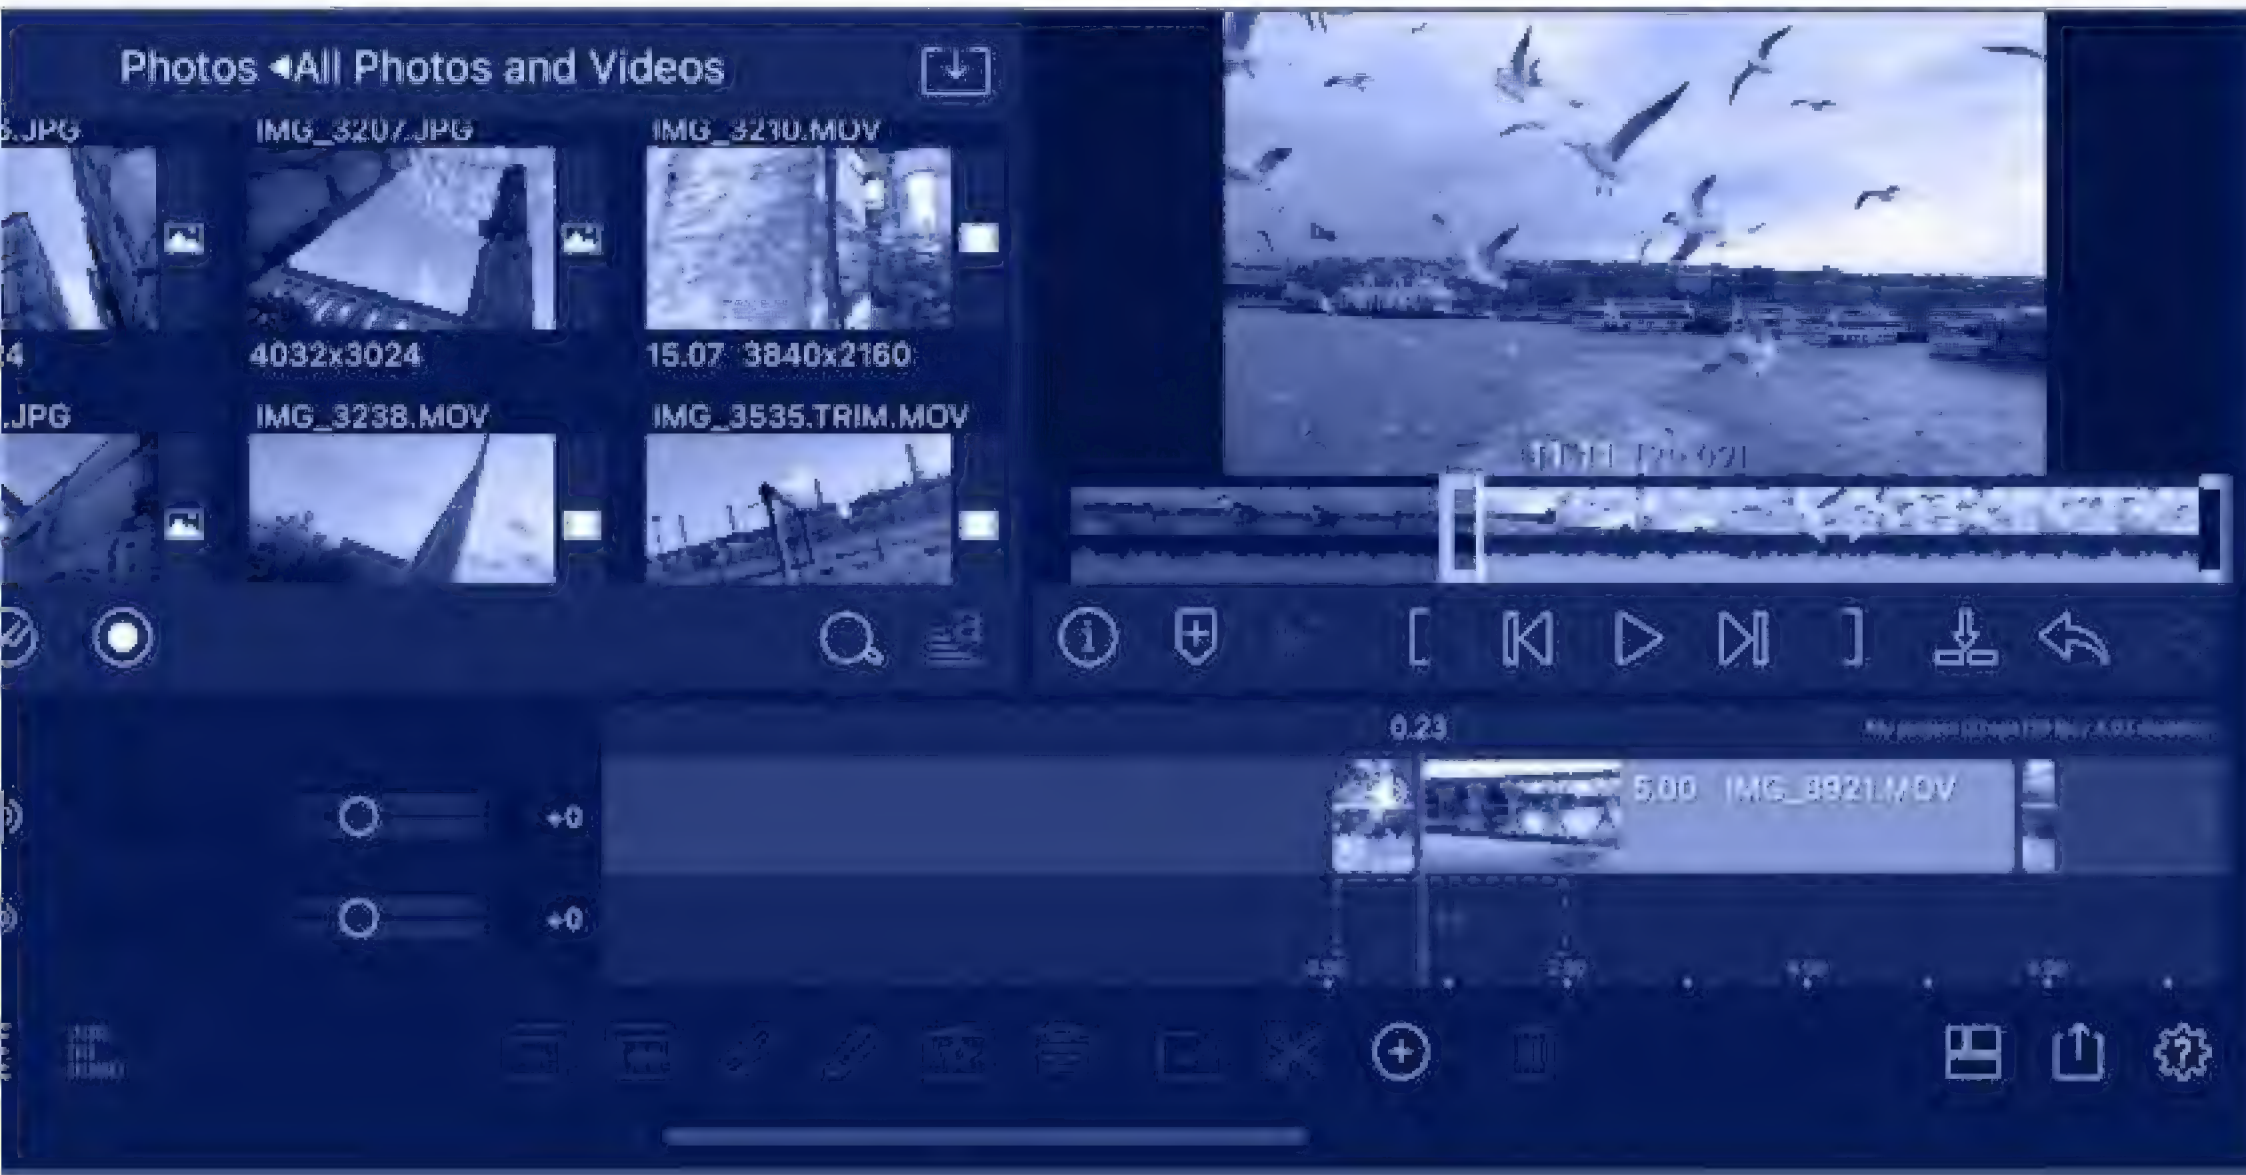 Photos ◂All Photos and Videos
.JPG IMG_3207.JPG IMG_3210.MOV
4032x3024 15.07 3840x2160
.JPG IMG_3238.MOV IMG_3535.TRIM.MOV
0.23
5.00 IMG_3921.MOV
+0
+0